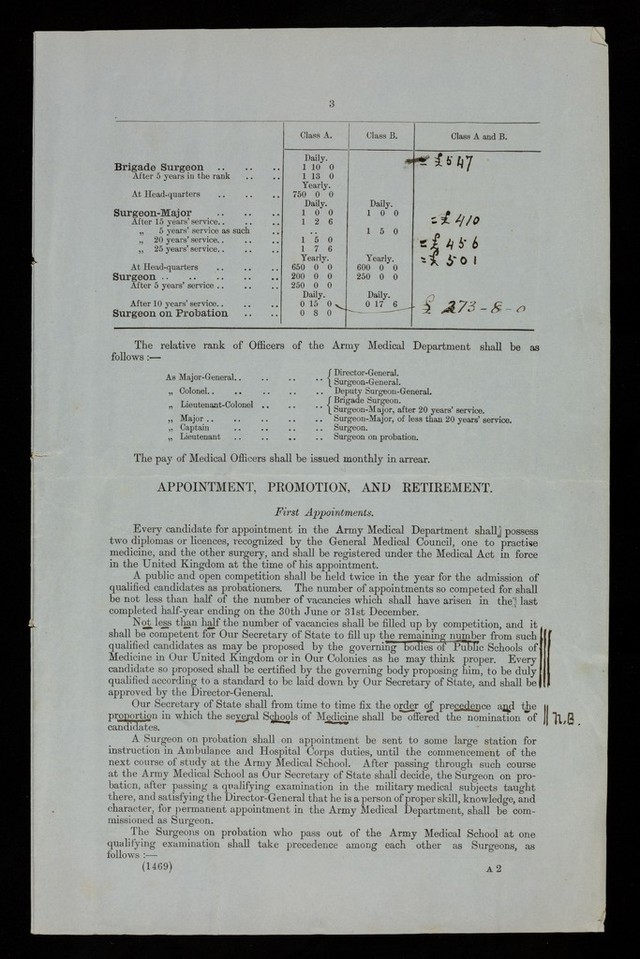 3
Class A. Class B. Class A and B.
Daily.
Brigade Surgeon .. .. .. 1 10 0 = £547
After 5 years in the rank .. .. 1 13 0
Yearly.
At Head-quarters .. .. .. 750 0 0
Daily. Daily.
Surgeon-Major .. .. .. 1 0 0 1 0 0
After 15 years' service.. .. .. 1 2 6 = £410
„ 5 years' service as such .. .. 1 5 0
„ 20 years' service.. .. .. 1 5 0 = £456
„ 25 years' service.. .. .. 1 7 6
Yearly. Yearly. = £501
At Head-quarters .. .. .. 650 0 0 600 0 0
Surgeon .. .. .. .. .. 200 0 0 250 0 0
After 5 years' service .. .. .. 250 0 0
Daily. Daily.
After 10 years' service.. .. .. 0 15 0 0 17 6 £ 273-8-0
Surgeon on Probation .. .. 0 8 0
The relative rank of Officers of the Army Medical Department shall be as
follows :—
As Major-General.. .. .. .. { Director-General.
Surgeon-General.
„ Colonel.. .. .. .. .. Deputy Surgeon-General.
„ Lieutenant-Colonel .. .. .. { Brigade Surgeon.
Surgeon-Major, after 20 years' service.
„ Major .. .. .. .. .. Surgeon-Major, of less than 20 years' service.
„ Captain .. .. .. .. Surgeon.
„ Lieutenant .. .. .. .. Surgeon on probation.
The pay of Medical Officers shall be issued monthly in arrear.
APPOINTMENT, PROMOTION, AND RETIREMENT.
First Appointments.
Every candidate for appointment in the Army Medical Department shall possess
two diplomas or licences, recognized by the General Medical Council, one to practise
medicine, and the other surgery, and shall be registered under the Medical Act in force
in the United Kingdom at the time of his appointment.
A public and open competition shall be held twice in the year for the admission of
qualified candidates as probationers. The number of appointments so competed for shall
be not less than half of the number of vacancies which shall have arisen in the last
completed half-year ending on the 30th June or 31st December.
Not less than half the number of vacancies shall be filled up by competition, and it
shall be competent for Our Secretary of State to fill up the remaining number from such
qualified candidates as may be proposed by the governing bodies of Public Schools of
Medicine in Our United Kingdom or in Our Colonies as he may think proper. Every
candidate so proposed shall be certified by the governing body proposing him, to be duly
qualified according to a standard to be laid down by Our Secretary of State, and shall be
approved by the Director-General.
Our Secretary of State shall from time to time fix the order of precedence and the
proportion in which the several Schools of Medicine shall be offered the nomination of N.B.
candidates.
A Surgeon on probation shall on appointment be sent to some large station for
instruction in Ambulance and Hospital Corps duties, until the commencement of the
next course of study at the Army Medical School. After passing through such course
at the Army Medical School as Our Secretary of State shall decide, the Surgeon on pro-
bation, after passing a qualifying examination in the military medical subjects taught
there, and satisfying the Director-General that he is a person of proper skill, knowledge, and
character, for permanent appointment in the Army Medical Department, shall be com-
missioned as Surgeon.
The Surgeons on probation who pass out of the Army Medical School at one
qualifying examination shall take precedence among each other as Surgeons, as
follows :—
(1469) A 2